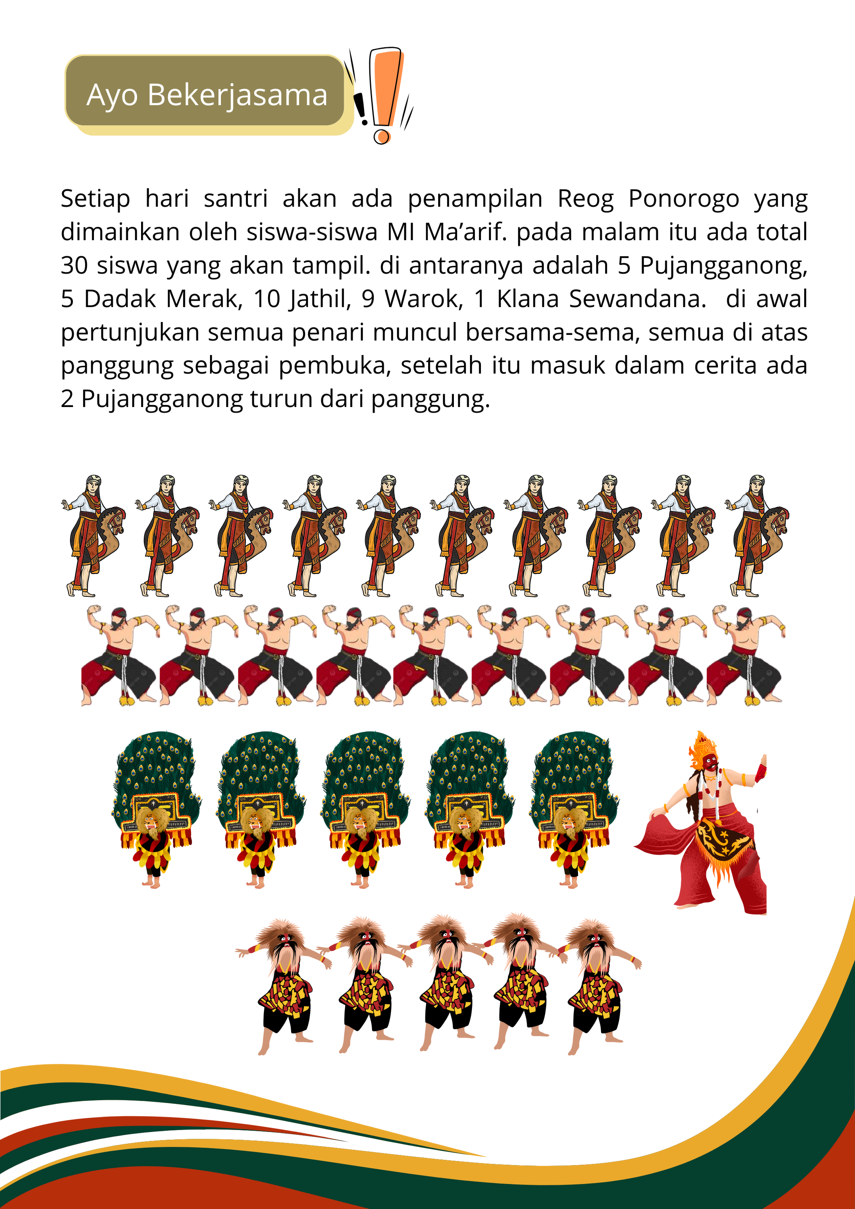 Ayo Bekerjasama
Setiap hari santri akan ada penampilan Reog Ponorogo yang
dimainkan oleh siswa-siswa MI Ma’arif. pada malam itu ada total
30 siswa yang akan tampil. di antaranya adalah 5 Pujangganong,
5 Dadak Merak, 10 Jathil, 9 Warok, 1 Klana Sewandana.  di awal
pertunjukan semua penari muncul bersama-sema, semua di atas
panggung sebagai pembuka, setelah itu masuk dalam cerita ada
2 Pujangganong turun dari panggung.